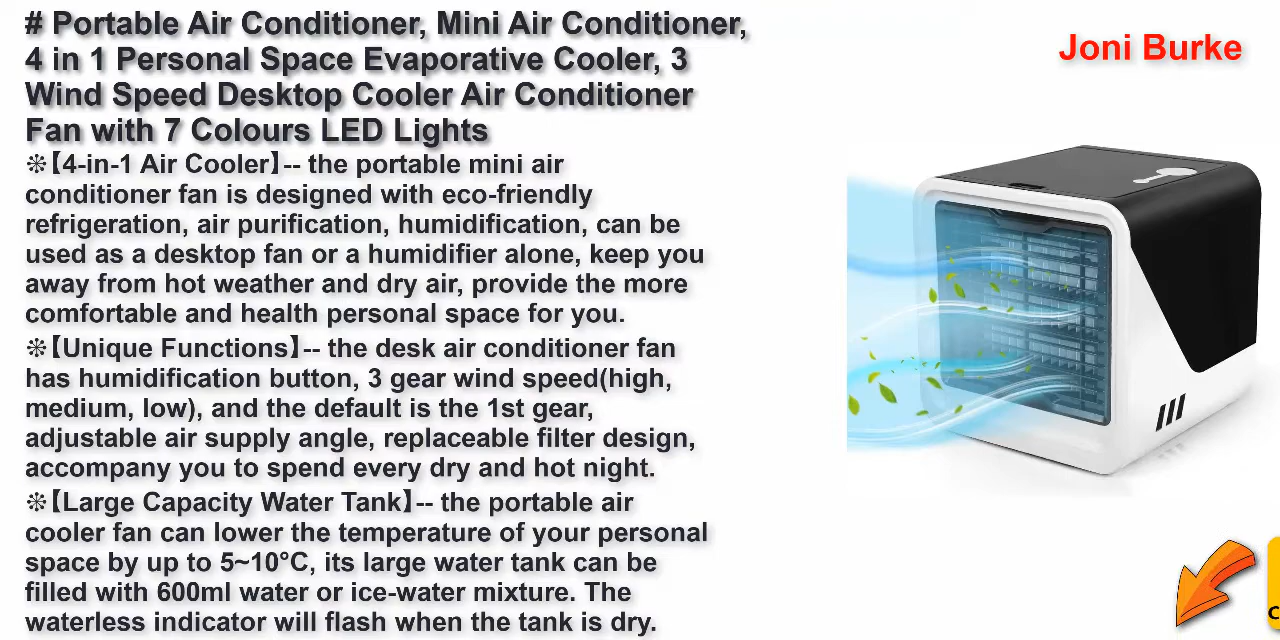 # Portable Air Conditioner, Mini Air Conditioner,
4 in 1 Personal Space Evaporative Cooler, 3
Wind Speed Desktop Cooler Air Conditioner
Fan with 7 Colours LED Lights
Joni Burke
❊【4-in-1 Air Cooler】-- the portable mini air
conditioner fan is designed with eco-friendly
refrigeration, air purification, humidification, can be
used as a desktop fan or a humidifier alone, keep you
away from hot weather and dry air, provide the more
comfortable and health personal space for you.
❊【Unique Functions】-- the desk air conditioner fan
has humidification button, 3 gear wind speed(high,
medium, low), and the default is the 1st gear,
adjustable air supply angle, replaceable filter design,
accompany you to spend every dry and hot night.
❊【Large Capacity Water Tank】-- the portable air
cooler fan can lower the temperature of your personal
space by up to 5~10°C, its large water tank can be
filled with 600ml water or ice-water mixture. The
waterless indicator will flash when the tank is dry.